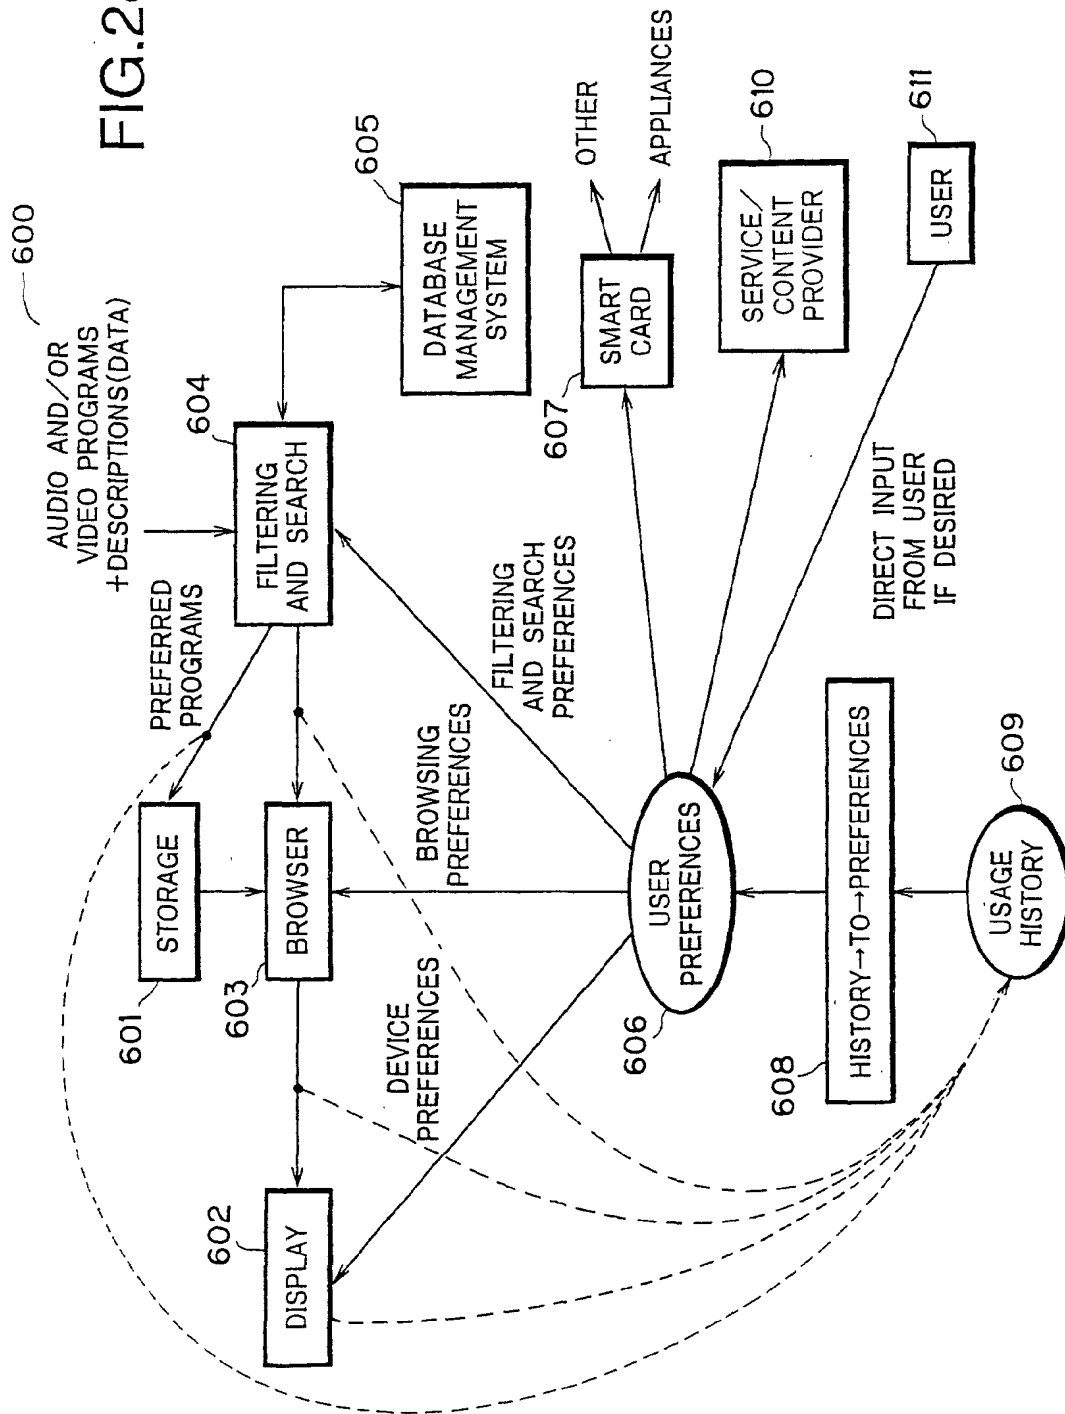 FIG.2
600
AUDIO AND/OR
VIDEO PROGRAMS
+DESCRIPTIONS(DATA)
PREFERRED
PROGRAMS
604
FILTERING
AND SEARCH
605
DATABASE
MANAGEMENT
SYSTEM
601
STORAGE
603
BROWSER
602
DISPLAY
DEVICE
PREFERENCES
BROWSING
PREFERENCES
FILTERING
AND SEARCH
PREFERENCES
606
USER
PREFERENCES
607
SMART
CARD
OTHER
APPLIANCES
610
SERVICE/
CONTENT
PROVIDER
611
USER
DIRECT INPUT
FROM USER
IF DESIRED
608
HISTORY→TO→PREFERENCES
609
USAGE
HISTORY